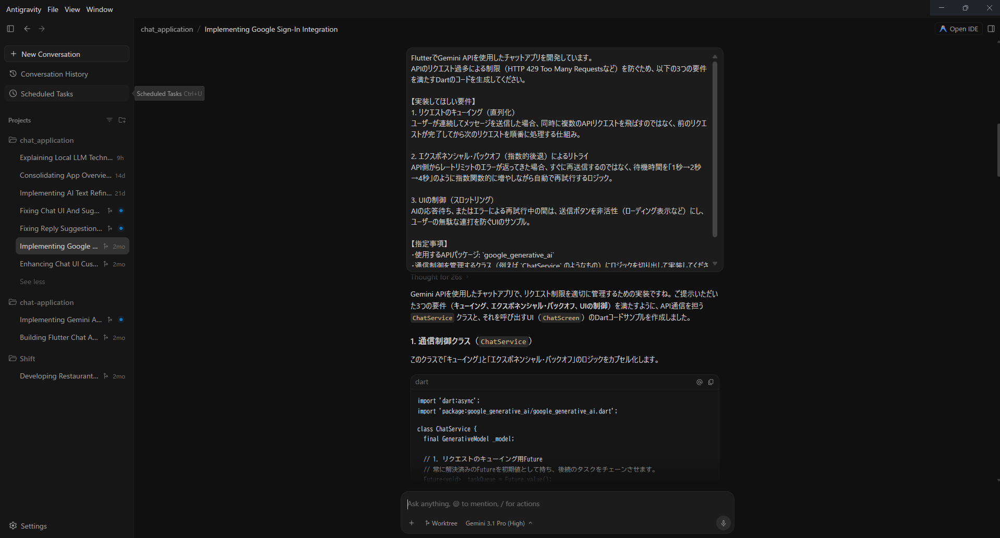 Antigravity File View Window
chat_application / Implementing Google Sign-In Integration
Open IDE
New Conversation
Conversation History
Scheduled Tasks
Scheduled Tasks Ctrl+U
Projects
chat_application
Explaining Local LLM Techn... 9h
Consolidating App Overvie... 14d
Implementing AI Text Refin... 21d
Fixing Chat UI And Sug...
Fixing Reply Suggestion...
Implementing Google ... 2mo
Enhancing Chat UI Cus... 2mo
See less
chat-application
Implementing Gemini A...
Building Flutter Chat A... 2mo
Shift
Developing Restaurant... 2mo
Settings
FlutterでGemini APIを使用したチャットアプリを開発しています。
APIのリクエスト過多による制限（HTTP 429 Too Many Requestsなど）を防ぐため、以下の3つの要件
を満たすDartのコードを生成してください。
【実装してほしい要件】
1. リクエストのキューイング（直列化）
ユーザーが連続してメッセージを送信した場合、同時に複数のAPIリクエストを飛ばすのではなく、前のリクエ
ストが完了してから次のリクエストを順番に処理する仕組み。
2. エクスポネンシャル・バックオフ（指数的後退）によるリトライ
API側からレートリミットのエラーが返ってきた場合、すぐに再送信するのではなく、待機時間を「1秒→2秒
→4秒」のように指数関数的に増やしながら自動で再試行するロジック。
3. UIの制御（スロットリング）
AIの応答待ち、またはエラーによる再試行中の間は、送信ボタンを非活性（ローディング表示など）にし、
ユーザーの無駄な連打を防ぐUIのサンプル。
【指定事項】
・使用するAPIパッケージ: `google_generative_ai`
・通信制御を管理するクラス（例えば `ChatService` のようなもの）にロジックを切り出して実装してくださ
Thought for 26s
Gemini APIを使用したチャットアプリで、リクエスト制限を適切に管理するための実装ですね。ご提示いただい
た3つの要件（キューイング、エクスポネンシャル・バックオフ、UIの制御）を満たすように、API通信を担う
ChatService クラスと、それを呼び出すUI（ChatScreen）のDartコードサンプルを作成しました。
1. 通信制御クラス（ChatService）
このクラスで「キューイング」と「エクスポネンシャル・バックオフ」のロジックをカプセル化します。
dart
import 'dart:async';
import 'package:google_generative_ai/google_generative_ai.dart';
class ChatService {
final GenerativeModel _model;
// 1. リクエストのキューイング用Future
// 常に解決済みのFutureを初期値として持ち、後続のタスクをチェーンさせます。
Future<void> _taskQueue = Future.value();
Ask anything, @ to mention, / for actions
Worktree Gemini 3.1 Pro (High)